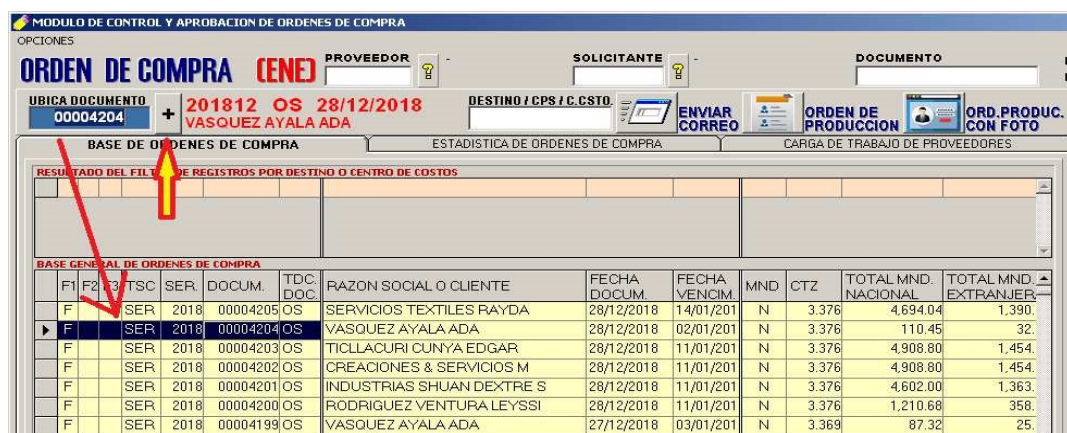 MODULO DE CONTROL Y APROBACION DE ORDENES DE COMPRA
OPCIONES
ORDEN DE COMPRA (ENE) PROVEEDOR ? - SOLICITANTE ? - DOCUMENTO
UBICA DOCUMENTO 00004204 + 201812 OS 28/12/2018 VASQUEZ AYALA ADA DESTINO / CPS / C.CSTO. ENVIAR CORREO ORDEN DE PRODUCCION ORD.PRODUC. CON FOTO
BASE DE ORDENES DE COMPRA ESTADISTICA DE ORDENES DE COMPRA CARGA DE TRABAJO DE PROVEEDORES
RESULTADO DEL FILTRO DE REGISTROS POR DESTINO O CENTRO DE COSTOS
BASE GENERAL DE ORDENES DE COMPRA
F1 F2 F3 TSC SER. DOCUM. TDC. DOC. RAZON SOCIAL O CLIENTE FECHA DOCUM. FECHA VENCIM. MND CTZ TOTAL MND. NACIONAL TOTAL MND. EXTRANJER
F SER 2018 00004205 OS SERVICIOS TEXTILES RAYDA 28/12/2018 14/01/201 N 3.376 4,694.04 1,390.
F SER 2018 00004204 OS VASQUEZ AYALA ADA 28/12/2018 02/01/201 N 3.376 110.45 32.
F SER 2018 00004203 OS TICLLACURI CUNYA EDGAR 28/12/2018 11/01/201 N 3.376 4,908.80 1,454.
F SER 2018 00004202 OS CREACIONES & SERVICIOS M 28/12/2018 11/01/201 N 3.376 4,908.80 1,454.
F SER 2018 00004201 OS INDUSTRIAS SHUAN DEXTRE S 28/12/2018 11/01/201 N 3.376 4,602.00 1,363.
F SER 2018 00004200 OS RODRIGUEZ VENTURA LEYSSI 28/12/2018 11/01/201 N 3.376 1,210.68 358.
F SER 2018 00004199 OS VASQUEZ AYALA ADA 27/12/2018 03/01/201 N 3.369 87.32 25.